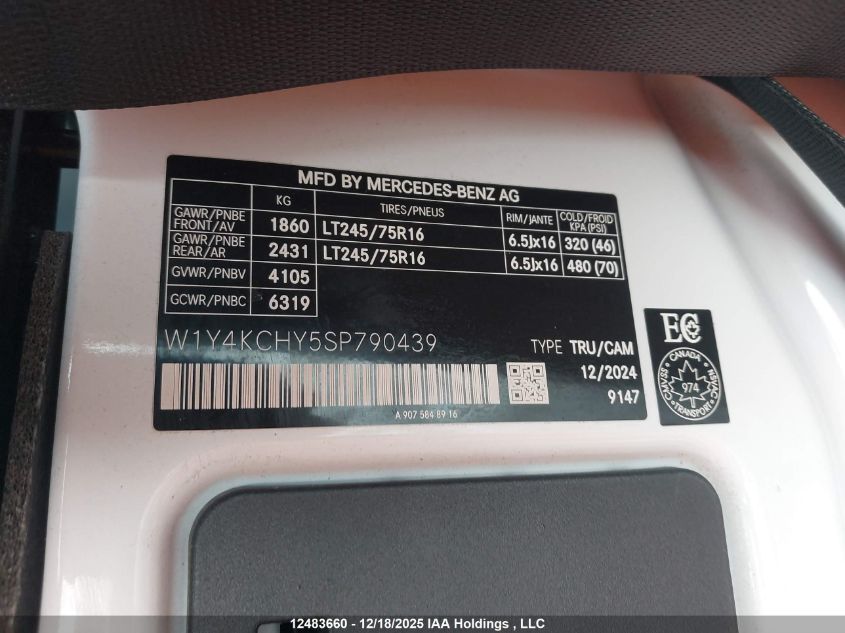 MFD BY MERCEDES-BENZ AG
KG TIRES/PNEUS RIM/JANTE COLD/FROID KPA (PSI)
GAWR/PNBE FRONT/AV 1860 LT245/75R16 6.5Jx16 320 (46)
GAWR/PNBE REAR/AR 2431 LT245/75R16 6.5Jx16 480 (70)
GVWR/PNBV 4105
GCWR/PNBC 6319
W1Y4KCHY5SP790439 TYPE TRU/CAM
12/2024
9147
A 907 584 89 16
EC
CANADA
CMVSS
974
NSVAC
TRANSPORT
12483660 - 12/18/2025 IAA Holdings , LLC